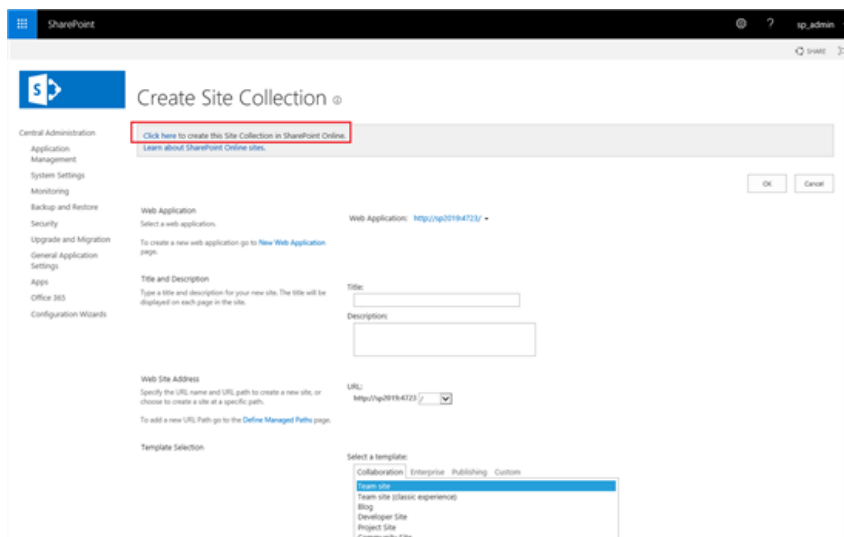 SharePoint
? sp_admin
SHARE
S
Create Site Collection
Click here to create this Site Collection in SharePoint Online.
Learn about SharePoint Online sites.
OK Cancel
Central Administration
Application
Management
System Settings
Monitoring
Backup and Restore
Security
Upgrade and Migration
General Application
Settings
Apps
Office 365
Configuration Wizards
Web Application
Select a web application.
To create a new web application go to New Web Application
page.
Web Application: http://sp2019:4723/
Title and Description
Type a title and description for your new site. The title will be
displayed on each page in the site.
Title:
Description:
Web Site Address
Specify the URL name and URL path to create a new site, or
choose to create a site at a specific path.
To add a new URL Path go to the Define Managed Paths page.
URL:
http://sp2019:4723 /
Template Selection
Select a template:
Collaboration Enterprise Publishing Custom
Team site
Team site (classic experience)
Blog
Developer Site
Project Site
Community Site